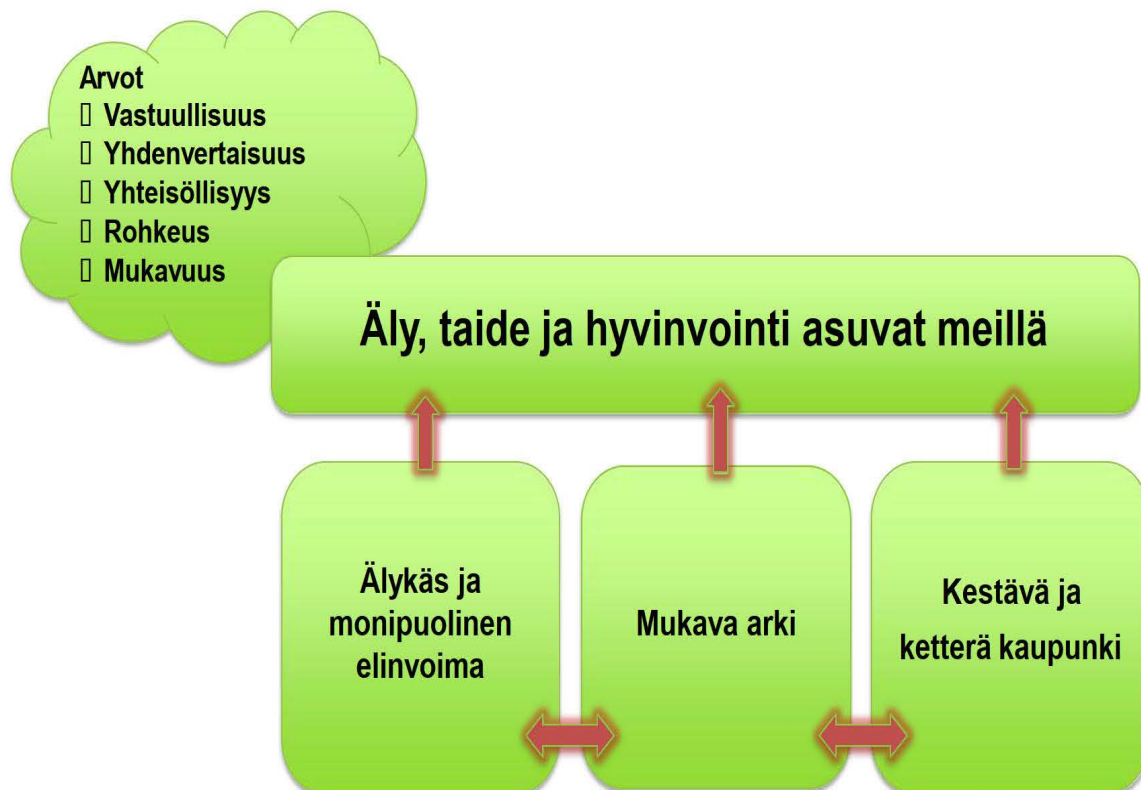 Arvot
▯ Vastuullisuus
▯ Yhdenvertaisuus
▯ Yhteisöllisyys
▯ Rohkeus
▯ Mukavuus
Äly, taide ja hyvinvointi asuvat meillä
Älykäs ja
monipuolinen
elinvoima
Mukava arki
Kestävä ja
ketterä kaupunki